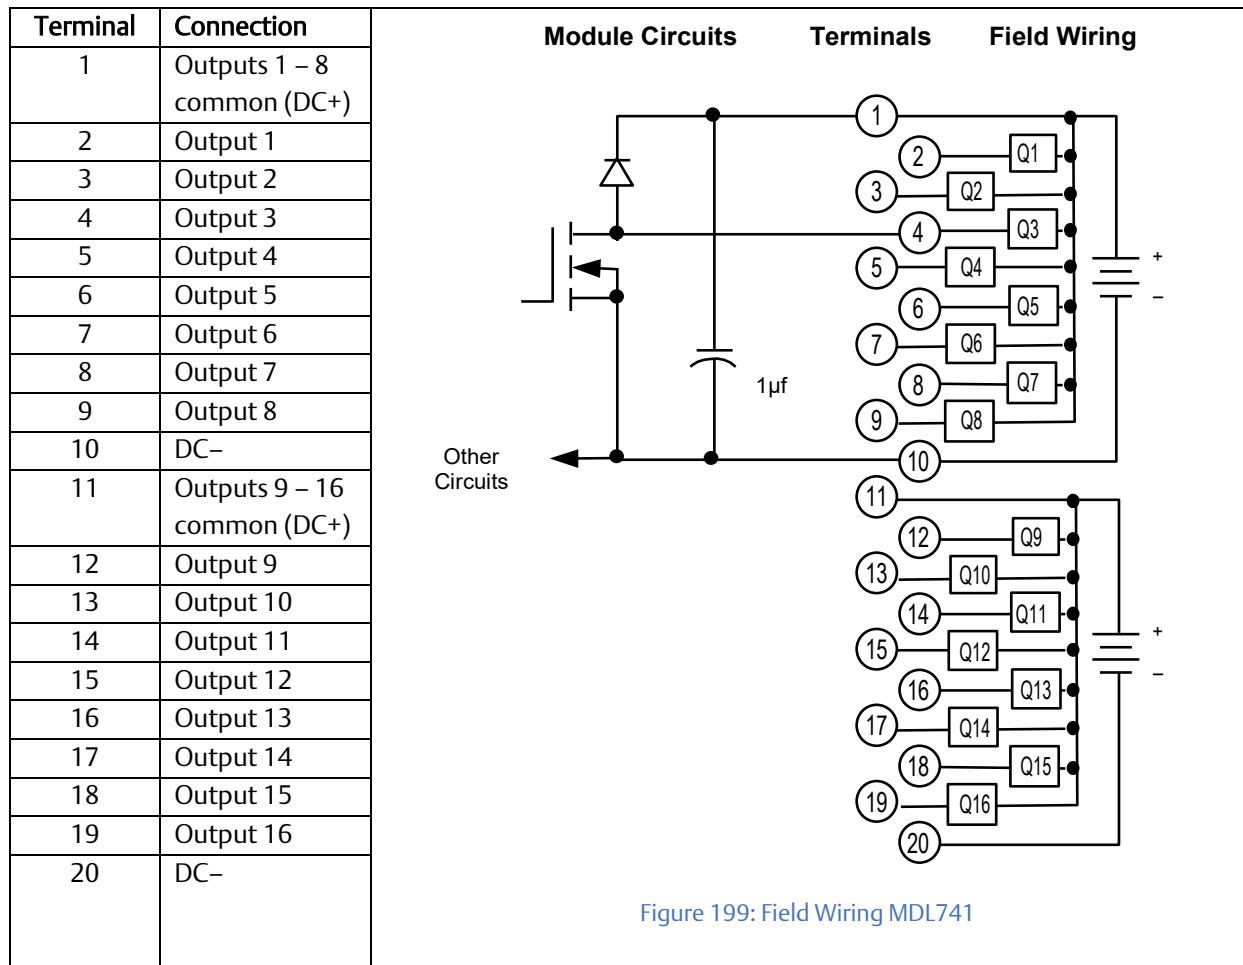 Terminal Connection
1 Outputs 1 – 8
common (DC+)
2 Output 1
3 Output 2
4 Output 3
5 Output 4
6 Output 5
7 Output 6
8 Output 7
9 Output 8
10 DC–
11 Outputs 9 – 16
common (DC+)
12 Output 9
13 Output 10
14 Output 11
15 Output 12
16 Output 13
17 Output 14
18 Output 15
19 Output 16
20 DC–
Module Circuits Terminals Field Wiring
1
2 Q1
3 Q2
4 Q3
5 Q4
+
6 Q5
–
7 Q6
8 Q7
1µf
9 Q8
10
Other
Circuits
11
12 Q9
13 Q10
14 Q11
+
15 Q12
–
16 Q13
17 Q14
18 Q15
19 Q16
20
Figure 199: Field Wiring MDL741